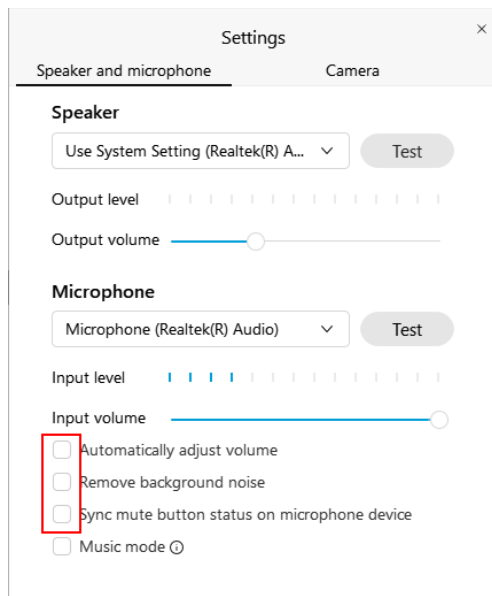 Settings
×
Speaker and microphone
Camera
Speaker
Use System Setting (Realtek(R) A...
Test
Output level
Output volume
Microphone
Microphone (Realtek(R) Audio)
Test
Input level
Input volume
Automatically adjust volume
Remove background noise
Sync mute button status on microphone device
Music mode